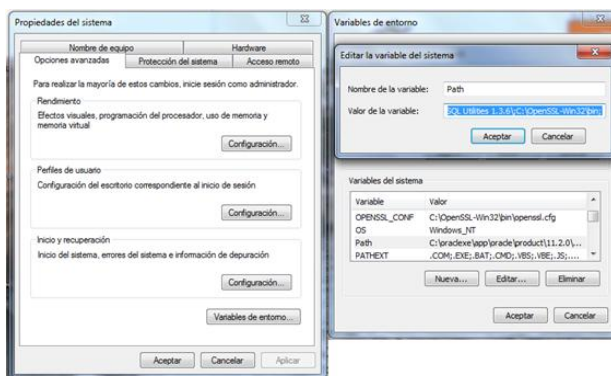 Propiedades del sistema
Nombre de equipo
Hardware
Opciones avanzadas
Protección del sistema
Acceso remoto
Para realizar la mayoría de estos cambios, inicie sesión como administrador.
Rendimiento
Efectos visuales, programación del procesador, uso de memoria y
memoria virtual
Configuración...
Perfiles de usuario
Configuración del escritorio correspondiente al inicio de sesión
Configuración...
Inicio y recuperación
Inicio del sistema, errores del sistema e información de depuración
Configuración...
Variables de entorno...
Aceptar
Cancelar
Aplicar
Variables de entorno
Editar la variable del sistema
Nombre de la variable: Path
Valor de la variable: SQL Utilities 1.3.6\;C:\OpenSSL-Win32\bin;
Aceptar
Cancelar
Variables del sistema
Variable Valor
OPENSSL_CONF C:\OpenSSL-Win32\bin\openssl.cfg
OS Windows_NT
Path C:\oraclexe\app\oracle\product\11.2.0\...
PATHEXT .COM;.EXE;.BAT;.CMD;.VBS;.VBE;.JS;....
Nueva...
Editar...
Eliminar
Aceptar
Cancelar